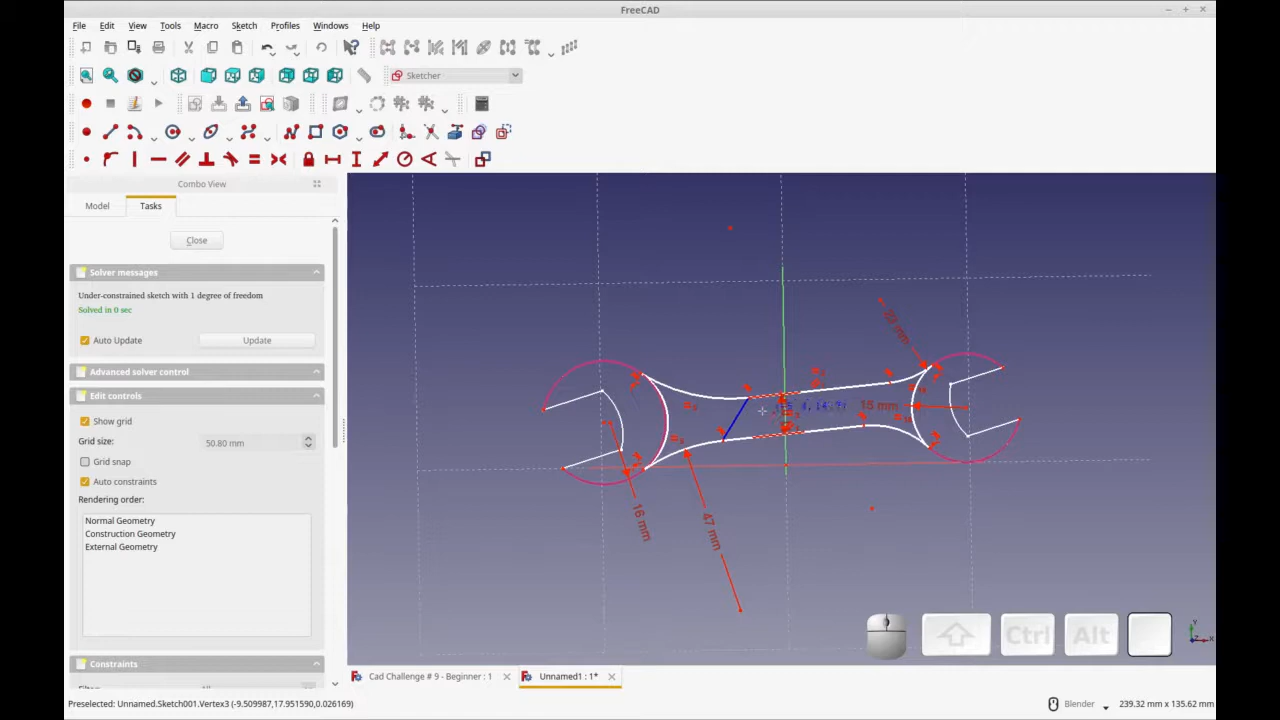 FreeCAD
File Edit View Tools Macro Sketch Profiles Windows Help
Sketcher
Combo View
Model Tasks
Close
Solver messages
Under-constrained sketch with 1 degree of freedom
Solved in 0 sec
Auto Update Update
Advanced solver control
Edit controls
Show grid
Grid size: 50.80 mm
Grid snap
Auto constraints
Rendering order:
Normal Geometry
Construction Geometry
External Geometry
Constraints
15 mm
16 mm
47 mm
Ctrl Alt
Cad Challenge # 9 - Beginner : 1
Unnamed1 : 1*
Preselected: Unnamed.Sketch001.Vertex3 (-9.509987,17.951590,0.026169)
Blender 239.32 mm x 135.62 mm